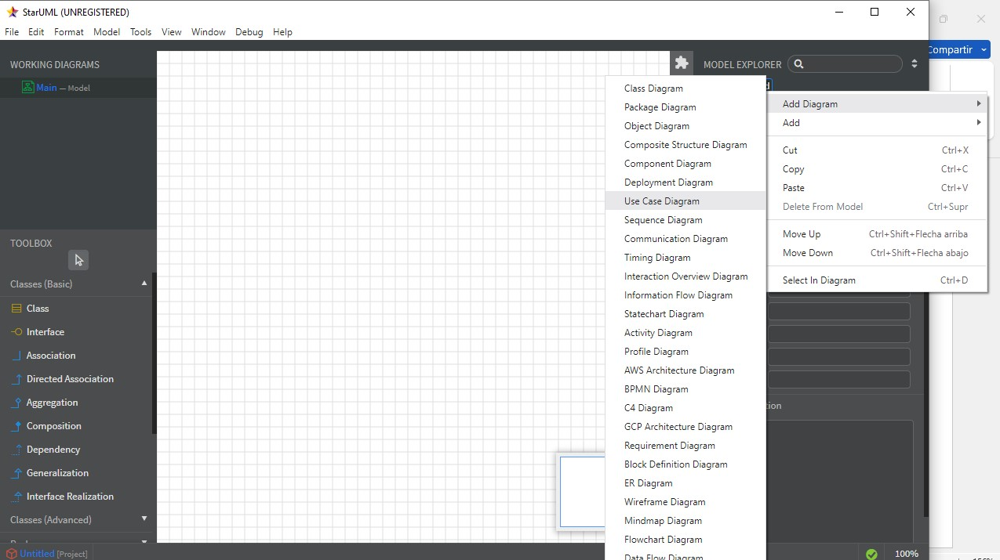 StarUML (UNREGISTERED)
File Edit Format Model Tools View Window Debug Help
Compartir
WORKING DIAGRAMS
Main — Model
TOOLBOX
Classes (Basic)
Class
Interface
Association
Directed Association
Aggregation
Composition
Dependency
Generalization
Interface Realization
Classes (Advanced)
Untitled [Project]
MODEL EXPLORER
Class Diagram
Package Diagram
Object Diagram
Composite Structure Diagram
Component Diagram
Deployment Diagram
Use Case Diagram
Sequence Diagram
Communication Diagram
Timing Diagram
Interaction Overview Diagram
Information Flow Diagram
Statechart Diagram
Activity Diagram
Profile Diagram
AWS Architecture Diagram
BPMN Diagram
C4 Diagram
GCP Architecture Diagram
Requirement Diagram
Block Definition Diagram
ER Diagram
Wireframe Diagram
Mindmap Diagram
Flowchart Diagram
Data Flow Diagram
Add Diagram
Add
Cut Ctrl+X
Copy Ctrl+C
Paste Ctrl+V
Delete From Model Ctrl+Supr
Move Up Ctrl+Shift+Flecha arriba
Move Down Ctrl+Shift+Flecha abajo
Select In Diagram Ctrl+D
tion
100%